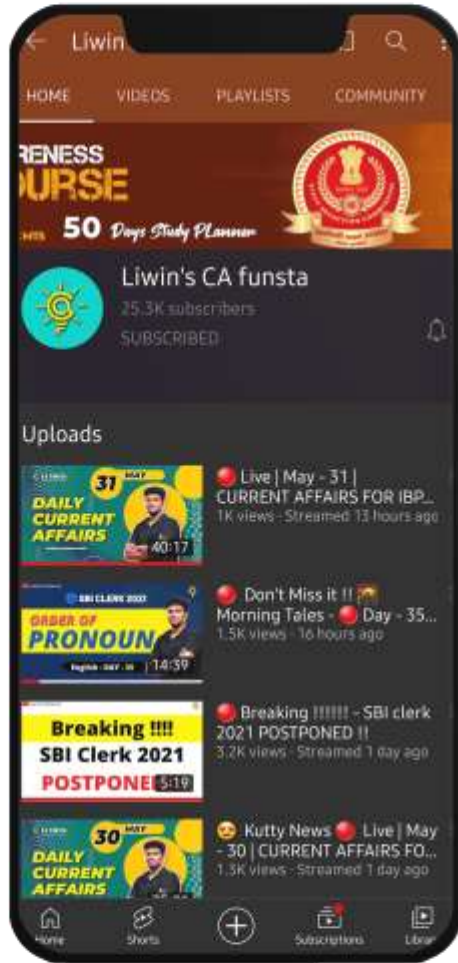 Liwin
HOME VIDEOS PLAYLISTS COMMUNITY
RENESS
URSE
50 Days Study Planner
Liwin's CA funsta
25.3K subscribers
SUBSCRIBED
Uploads
31 MAY
DAILY
CURRENT
AFFAIRS
40:17
🔴 Live | May - 31 |
CURRENT AFFAIRS FOR IBP...
1K views · Streamed 13 hours ago
SBI CLERK 2021
ORDER OF
PRONOUN
English - DAY - 35
14:39
🔴 Don't Miss it !! 🌄
Morning Tales - 🔴 Day - 35...
1.5K views · 16 hours ago
Breaking !!!!
SBI Clerk 2021
POSTPONE
5:19
🔴 Breaking !!!!!! - SBI clerk
2021 POSTPONED !!
3.2K views · Streamed 1 day ago
30 MAY
DAILY
CURRENT
AFFAIRS
Kutty News 🔴 Live | May
- 30 | CURRENT AFFAIRS FO...
1.3K views · Streamed 1 day ago
Home Shorts Subscriptions Librar